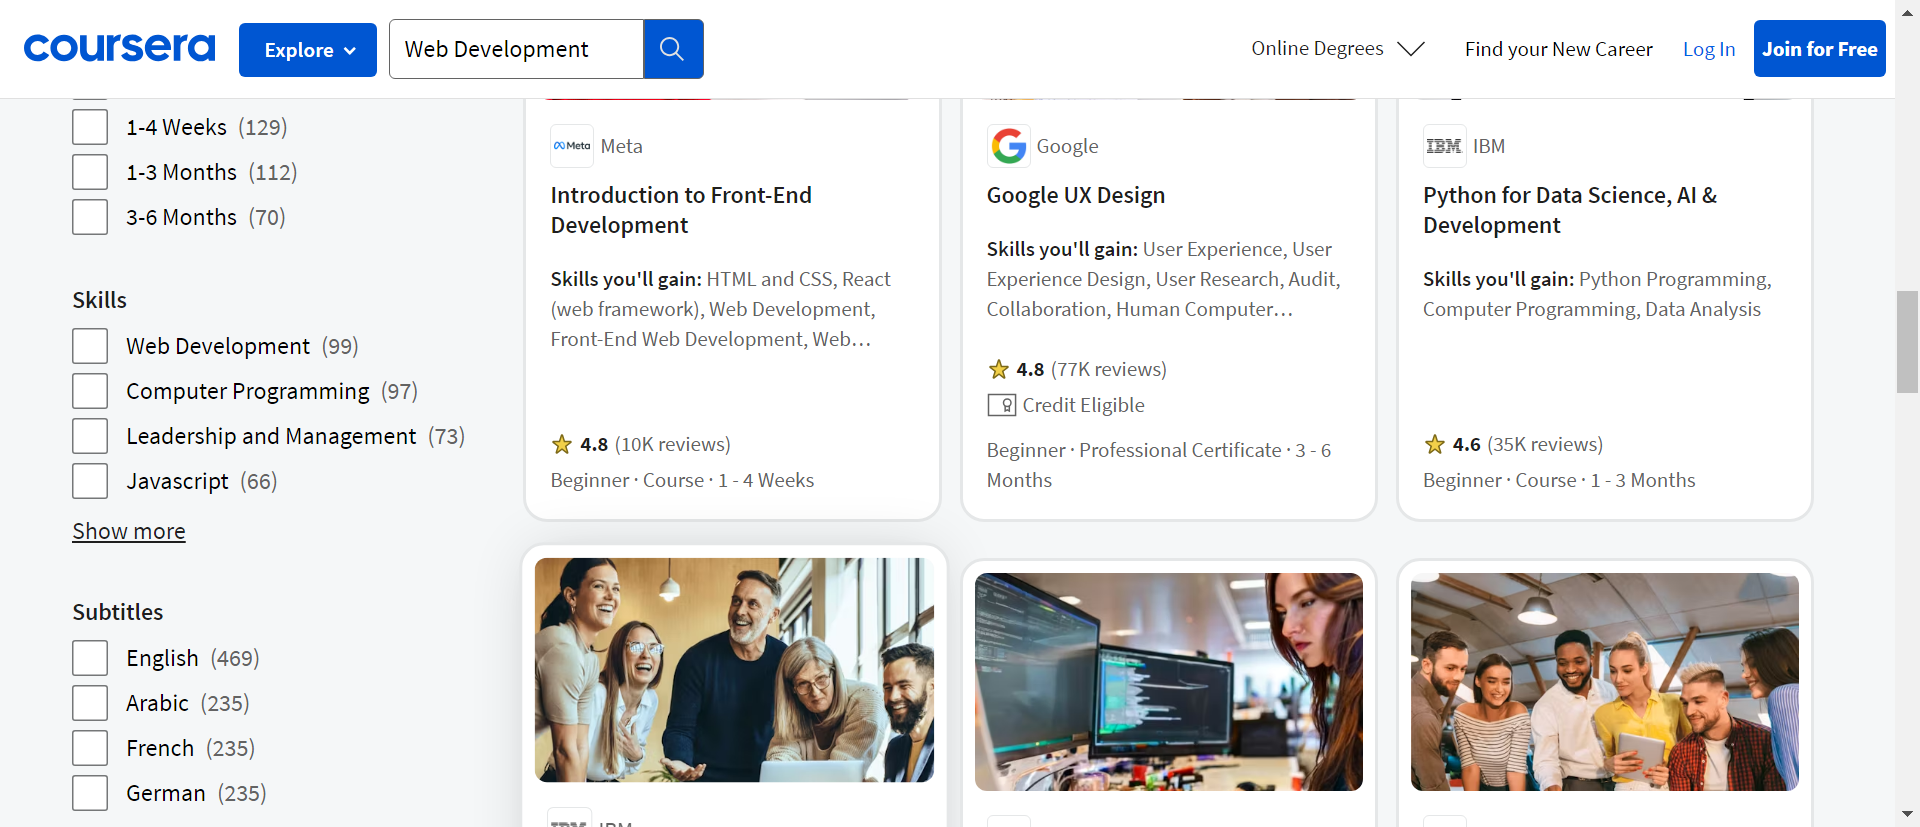 coursera
Explore
Web Development
Online Degrees
Find your New Career
Log In
Join for Free
1-4 Weeks (129)
1-3 Months (112)
3-6 Months (70)
Skills
Web Development (99)
Computer Programming (97)
Leadership and Management (73)
Javascript (66)
Show more
Subtitles
English (469)
Arabic (235)
French (235)
German (235)
Meta Meta
Introduction to Front-End
Development
Skills you'll gain: HTML and CSS, React
(web framework), Web Development,
Front-End Web Development, Web...
4.8 (10K reviews)
Beginner · Course · 1 - 4 Weeks
Google
Google UX Design
Skills you'll gain: User Experience, User
Experience Design, User Research, Audit,
Collaboration, Human Computer...
4.8 (77K reviews)
Credit Eligible
Beginner · Professional Certificate · 3 - 6
Months
IBM IBM
Python for Data Science, AI &
Development
Skills you'll gain: Python Programming,
Computer Programming, Data Analysis
4.6 (35K reviews)
Beginner · Course · 1 - 3 Months
IBM IBM